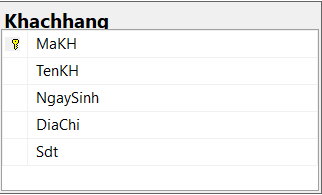 Khachhang
MaKH
TenKH
NgaySinh
DiaChi
Sdt